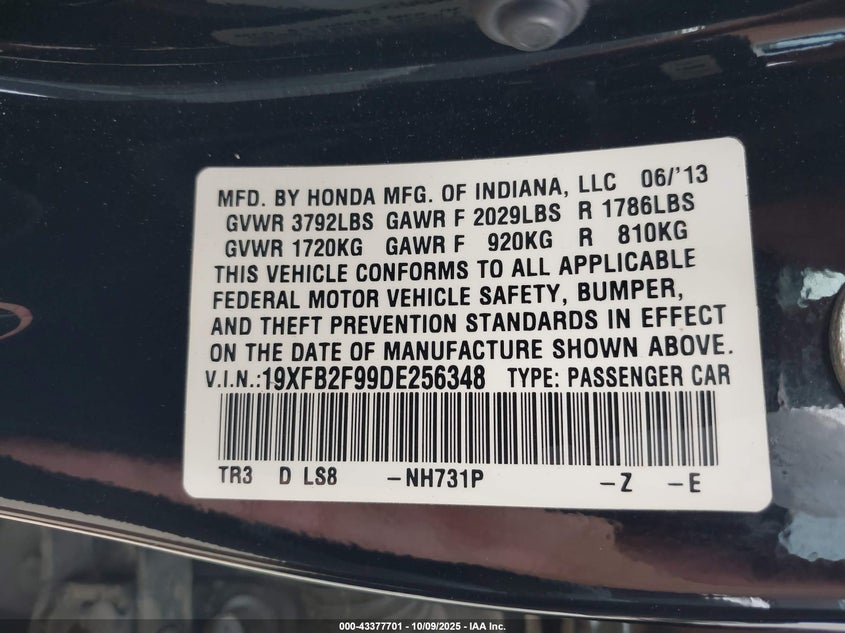 MFD. BY HONDA MFG. OF INDIANA, LLC 06/'13
GVWR 3792LBS GAWR F 2029LBS R 1786LBS
GVWR 1720KG GAWR F 920KG R 810KG
THIS VEHICLE CONFORMS TO ALL APPLICABLE
FEDERAL MOTOR VEHICLE SAFETY, BUMPER,
AND THEFT PREVENTION STANDARDS IN EFFECT
ON THE DATE OF MANUFACTURE SHOWN ABOVE.
V.I.N.:19XFB2F99DE256348 TYPE: PASSENGER CAR
TR3 D LS8 -NH731P -Z -E
000-43377701 - 10/09/2025 - IAA Inc.